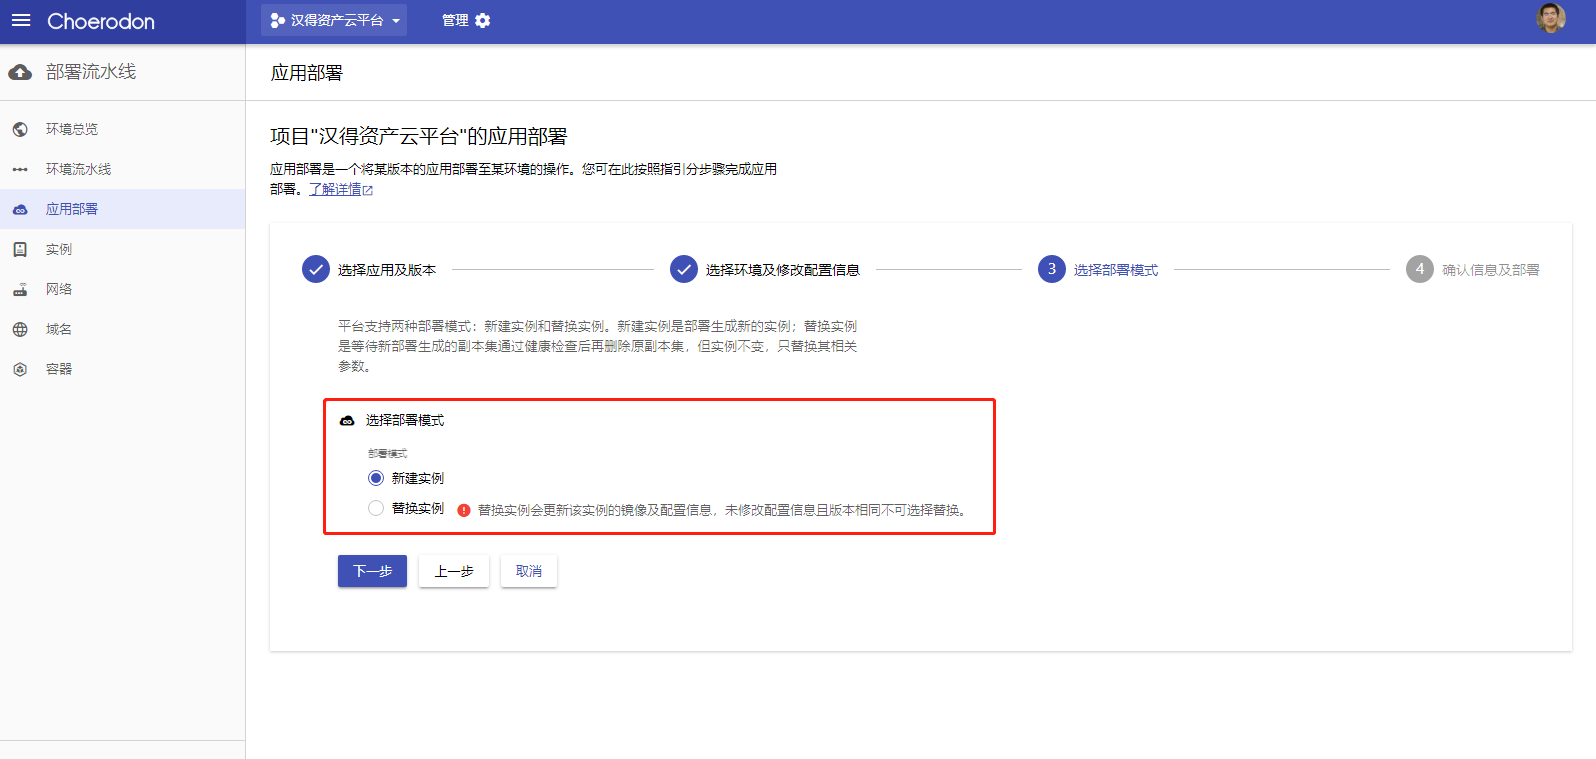 Choerodon
汉得资产云平台
管理
部署流水线
应用部署
环境总览
环境流水线
应用部署
实例
网络
域名
容器
项目"汉得资产云平台"的应用部署
应用部署是一个将某版本的应用部署至某环境的操作。您可在此按照指引分步骤完成应用
部署。了解详情
选择应用及版本
选择环境及修改配置信息
3 选择部署模式
4 确认信息及部署
平台支持两种部署模式：新建实例和替换实例。新建实例是部署生成新的实例；替换实例
是等待新部署生成的副本集通过健康检查后再删除原副本集，但实例不变，只替换其相关
参数。
选择部署模式
部署模式
新建实例
替换实例
替换实例会更新该实例的镜像及配置信息，未修改配置信息且版本相同不可选择替换。
下一步
上一步
取消